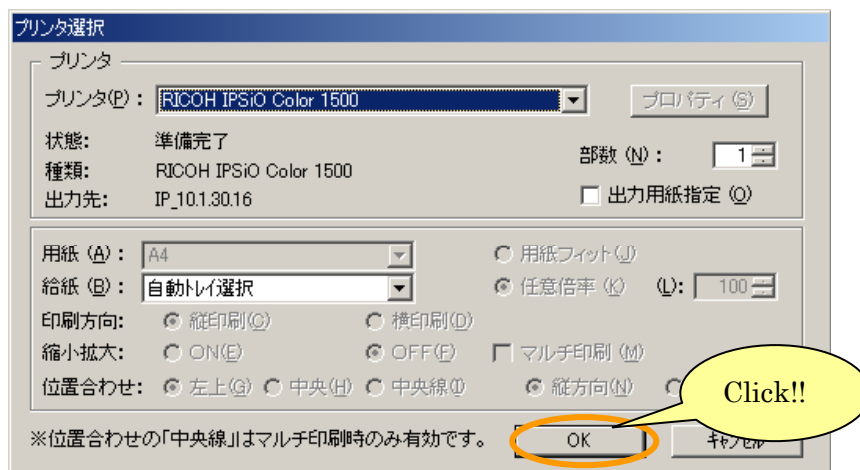 プリンタ選択
プリンタ
プリンタ(P): RICOH IPSiO Color 1500 プロパティ (S)
状態: 準備完了
部数 (N): 1
種類: RICOH IPSiO Color 1500
出力先: IP_10.1.30.16
出力用紙指定 (O)
用紙 (A): A4 用紙フィット(J)
給紙 (B): 自動トレイ選択 任意倍率 (K) (L): 100
印刷方向: 縦印刷(C) 横印刷(D)
縮小拡大: ON(E) OFF(F) マルチ印刷 (M)
位置合わせ: 左上(G) 中央(H) 中央線(I) 縦方向(N)
Click!!
※位置合わせの「中央線」はマルチ印刷時のみ有効です。 OK キャンセル